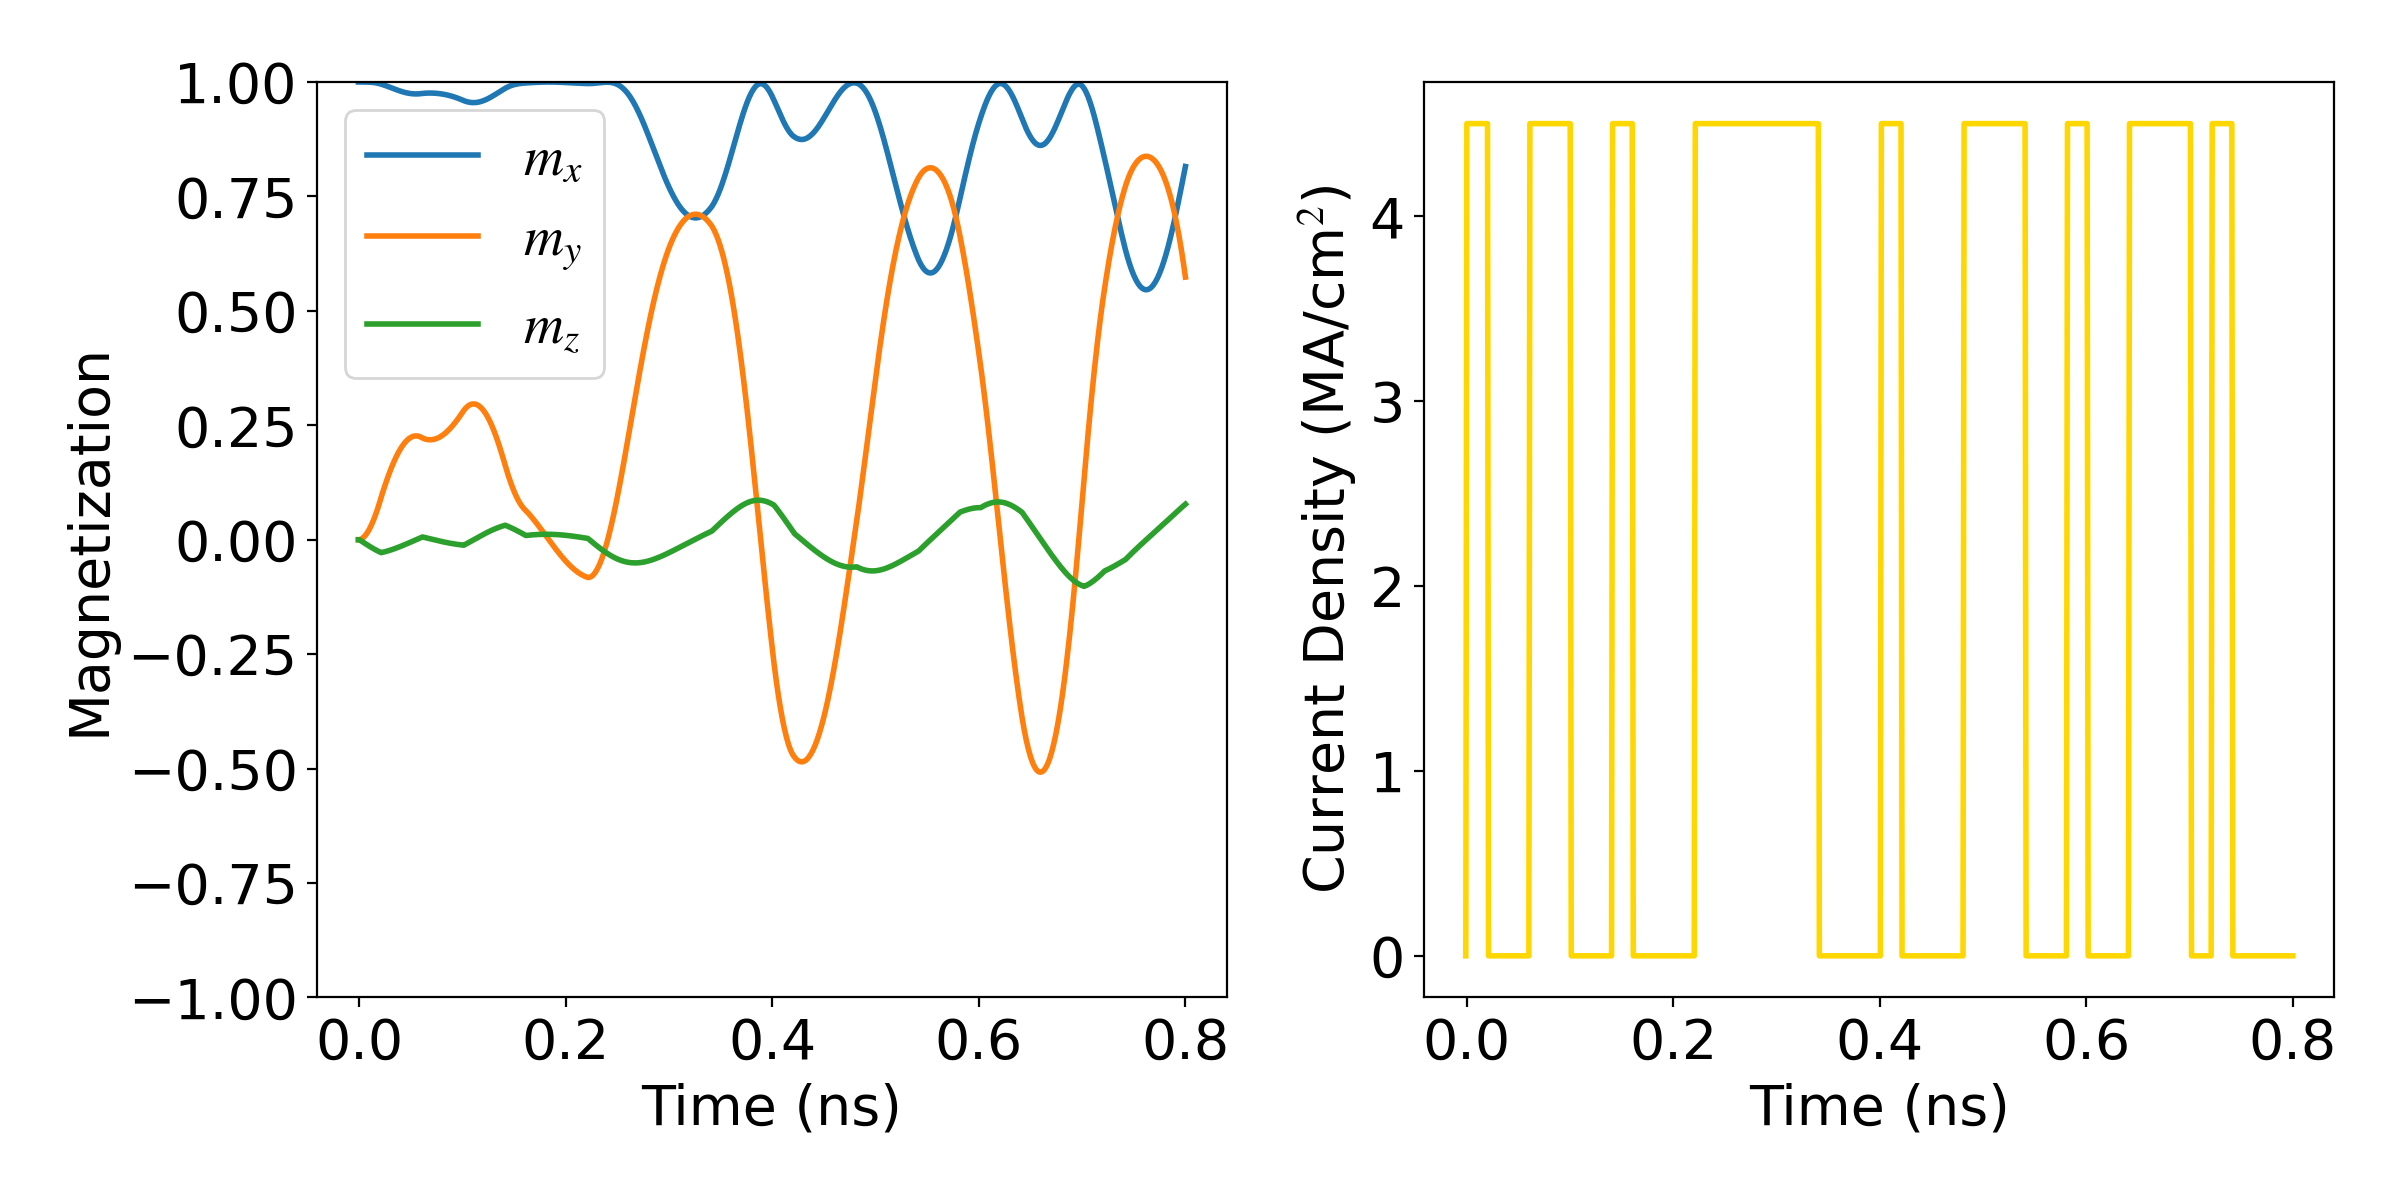 1.00
0.75
0.50
0.25
0.00
−0.25
−0.50
−0.75
−1.00
Magnetization
m_x
m_y
m_z
0.0 0.2 0.4 0.6 0.8
Time (ns)
4
3
2
1
0
Current Density (MA/cm²)
0.0 0.2 0.4 0.6 0.8
Time (ns)